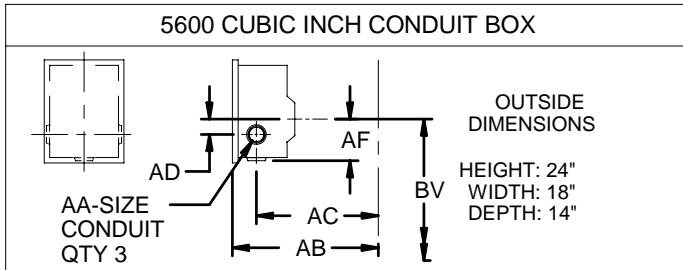 5600 CUBIC INCH CONDUIT BOX
OUTSIDE
DIMENSIONS
AD
AF
HEIGHT: 24"
WIDTH: 18"
DEPTH: 14"
BV
AA-SIZE
CONDUIT
QTY 3
AC
AB